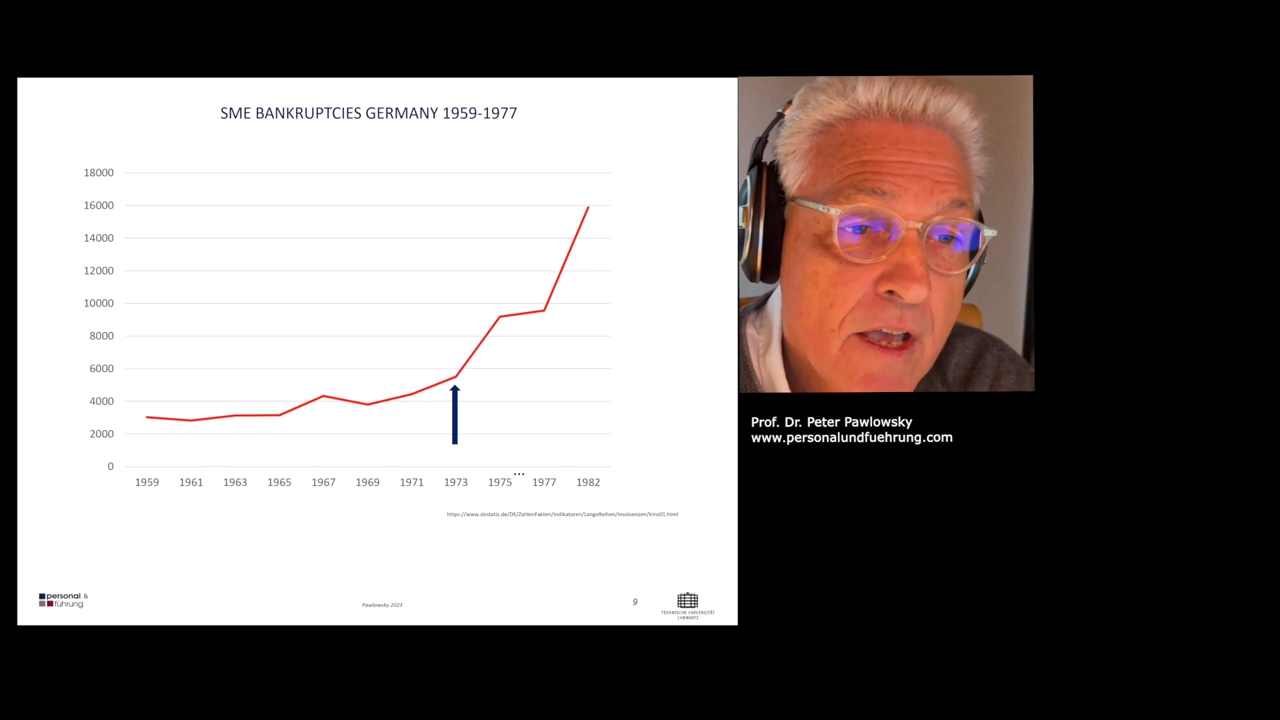 SME BANKRUPTCIES GERMANY 1959-1977
18000
16000
14000
12000
10000
8000
6000
4000
2000
0
...
1959 1961 1963 1965 1967 1969 1971 1973 1975 1977 1982
https://www.destatis.de/DE/ZahlenFakten/Indikatoren/LangeReihen/Insolvenzen/lrins01.html
personal &
führung
Pawlowsky 2023
9
TECHNISCHE UNIVERSITÄT
CHEMNITZ
Prof. Dr. Peter Pawlowsky
www.personalundfuehrung.com